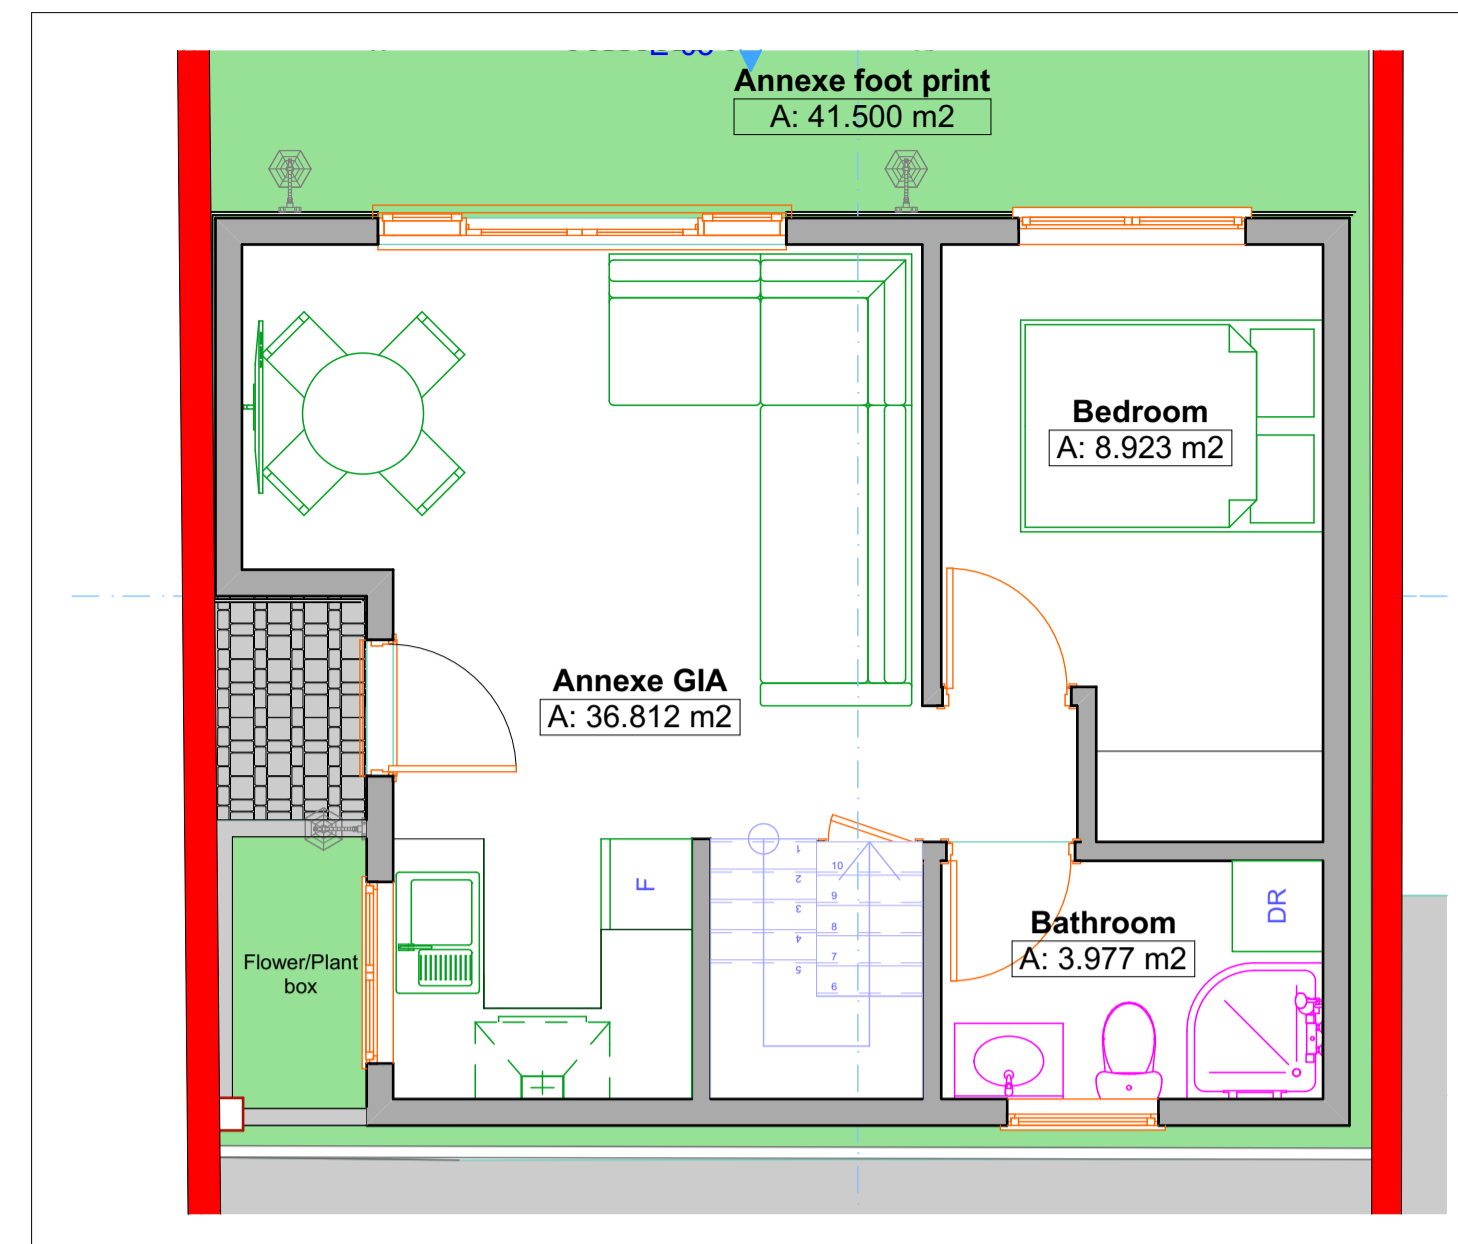 Annexe foot print
A: 41.500 m2
Bedroom
A: 8.923 m2
Annexe GIA
A: 36.812 m2
1
2
3
4
5
10
9
8
7
6
F
DR
Bathroom
A: 3.977 m2
Flower/Plant
box